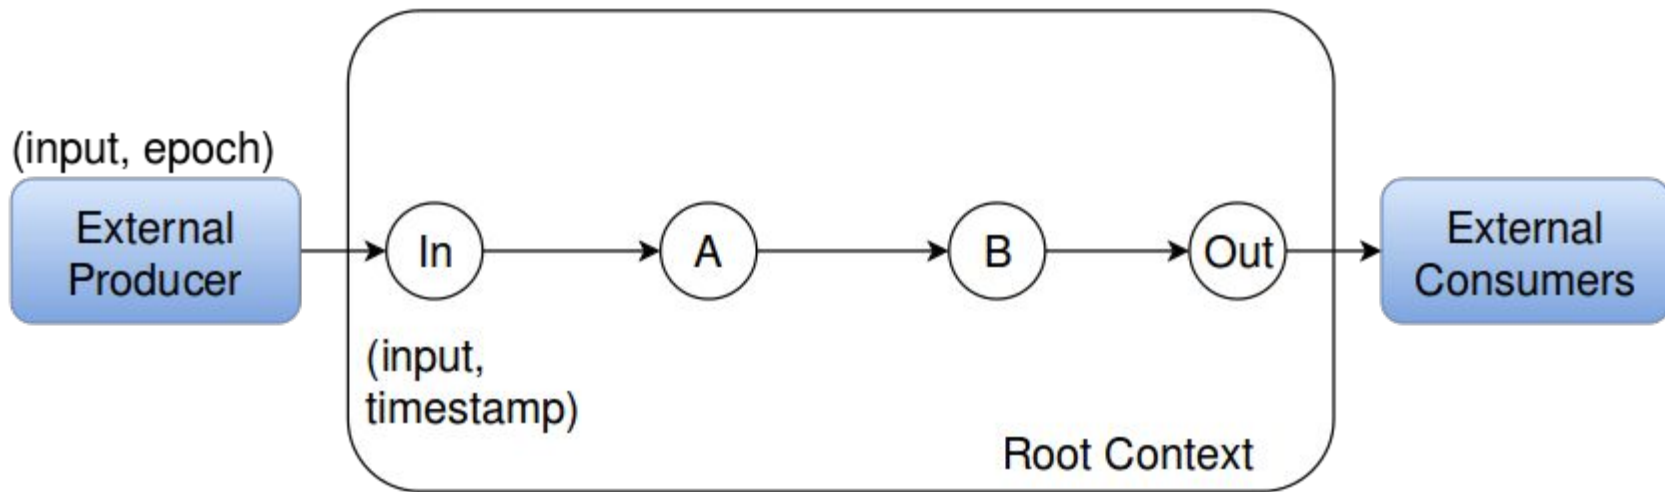 (input, epoch)
External
Producer
In
A
B
Out
External
Consumers
(input,
timestamp)
Root Context